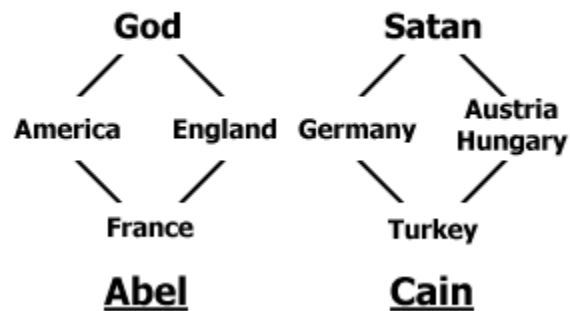 God
Satan
America
England
Germany
Austria
Hungary
France
Turkey
Abel
Cain